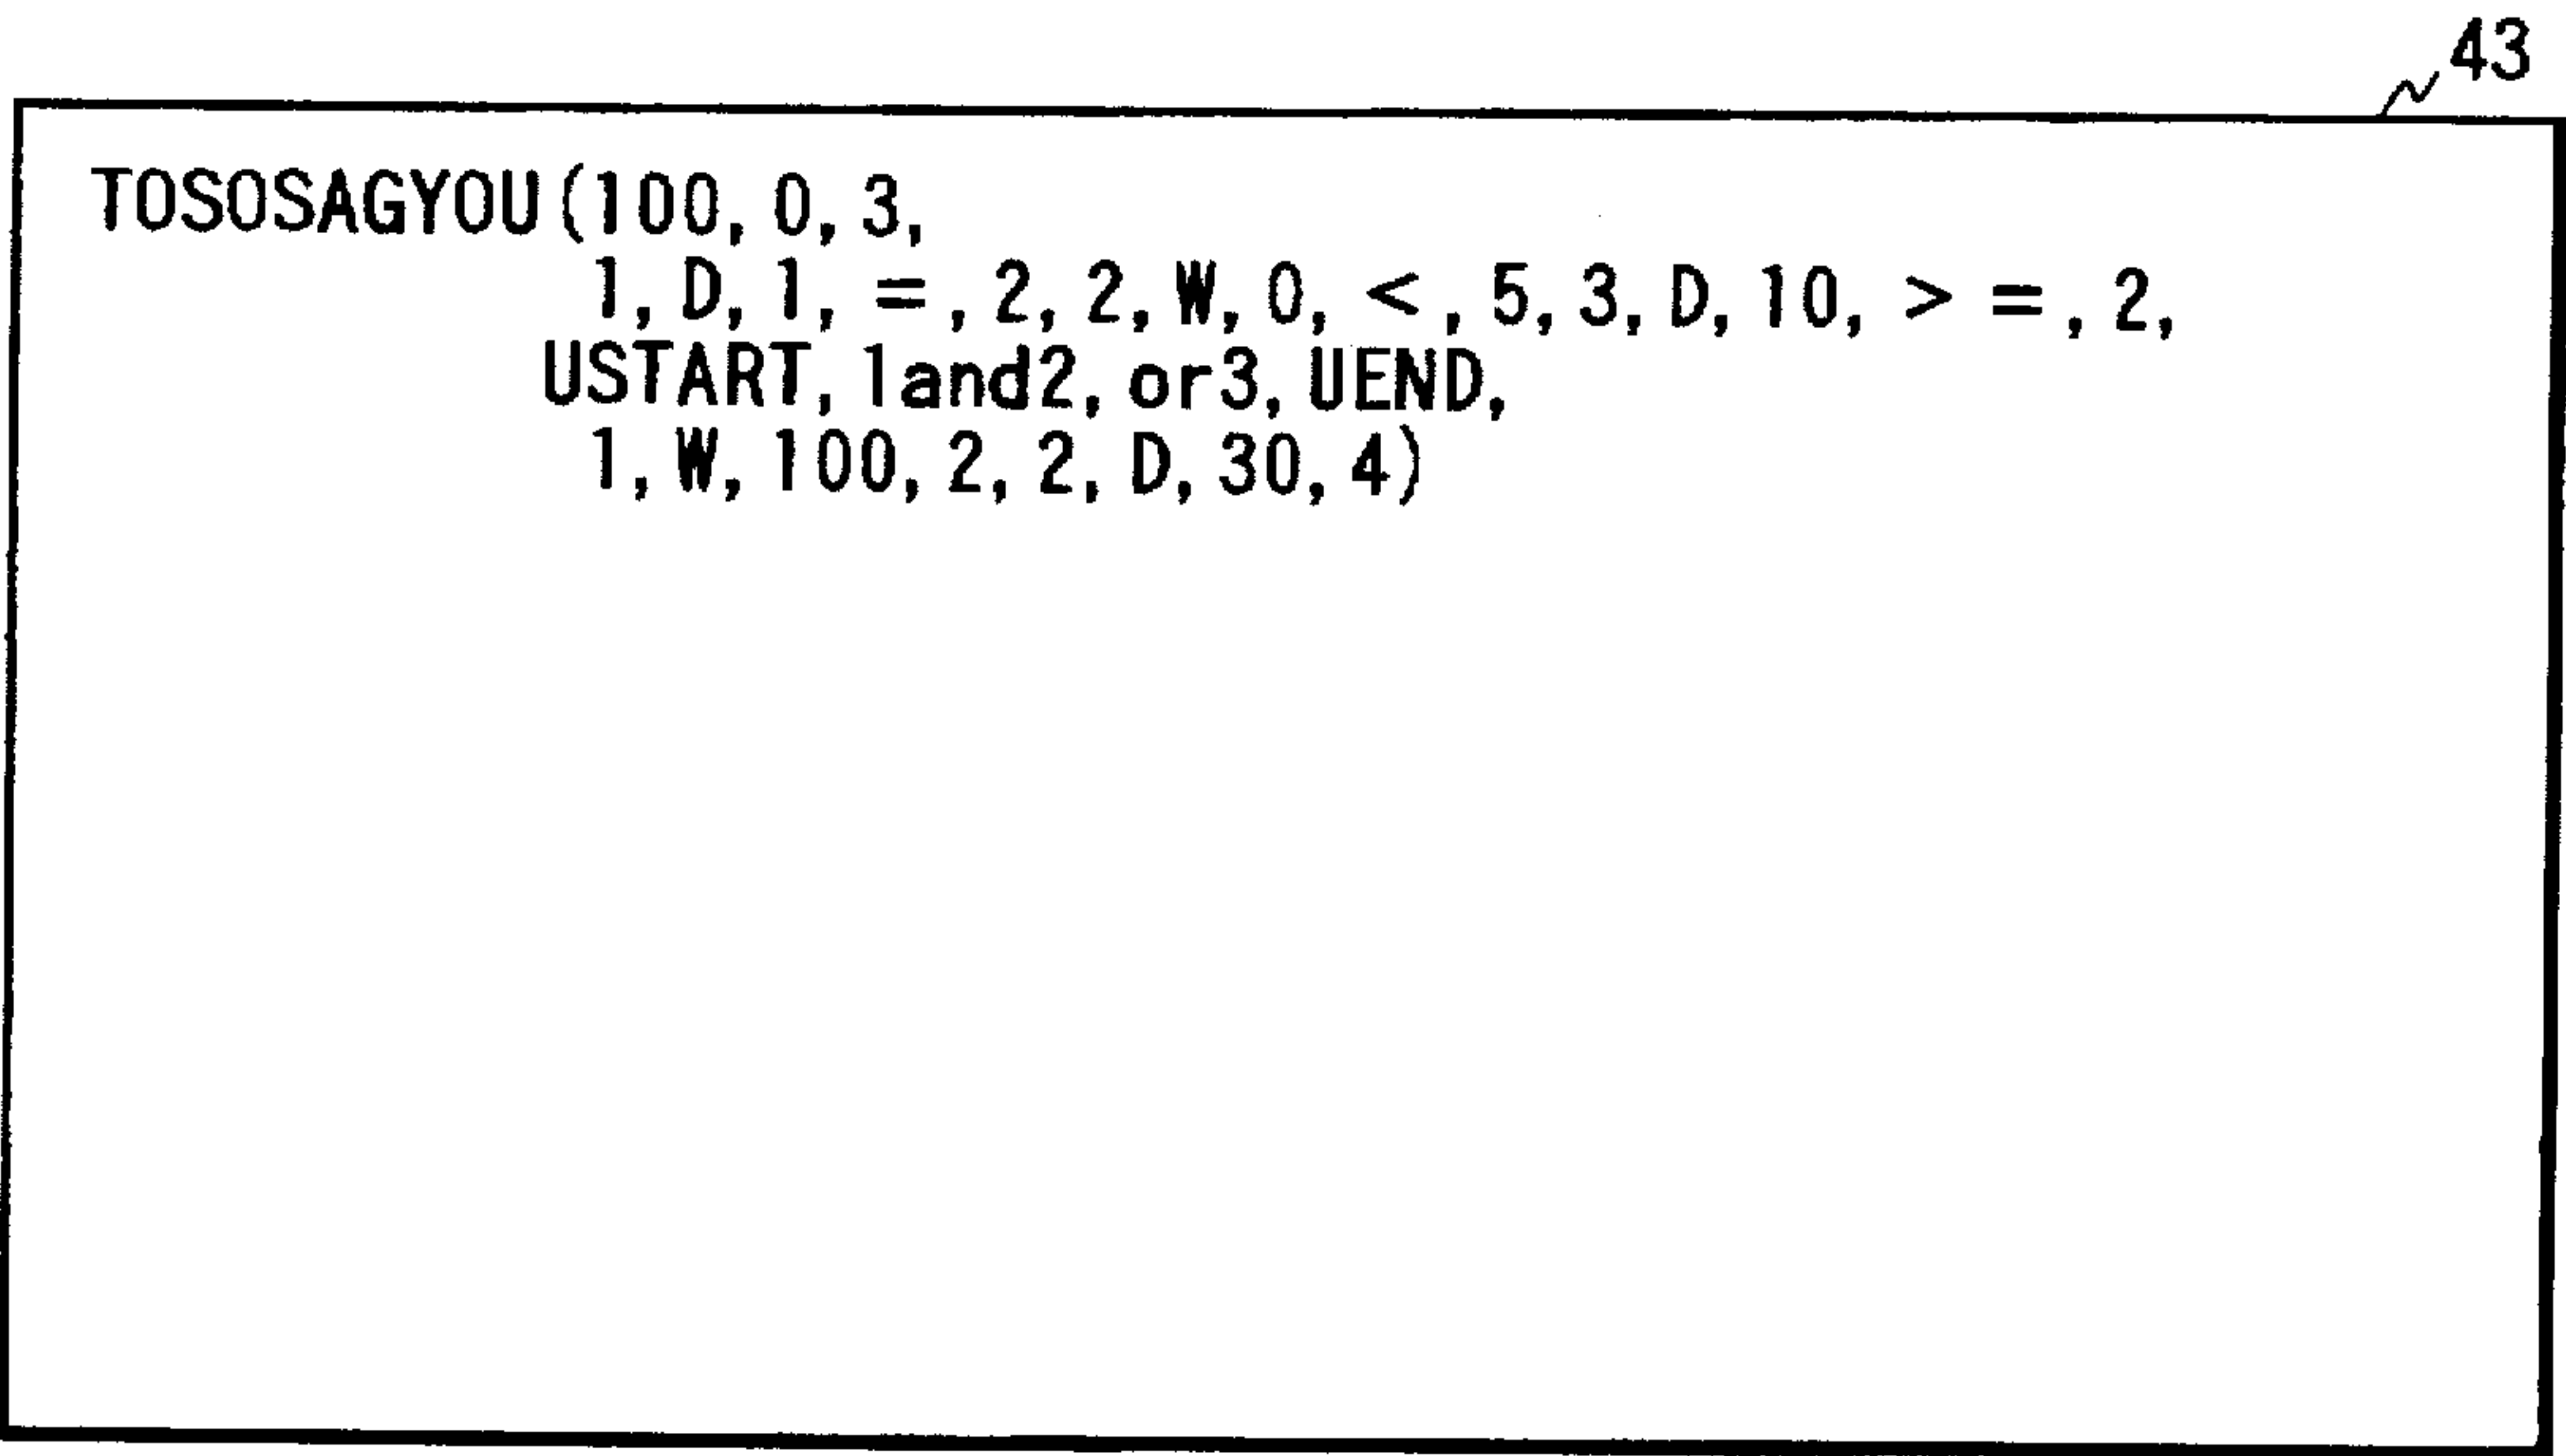 43
TOSOSAGYOU(100, 0, 3,
1, D, 1, =, 2, 2, W, 0, <, 5, 3, D, 10, > =, 2,
USTART, 1and2, or3, UEND,
1, W, 100, 2, 2, D, 30, 4)